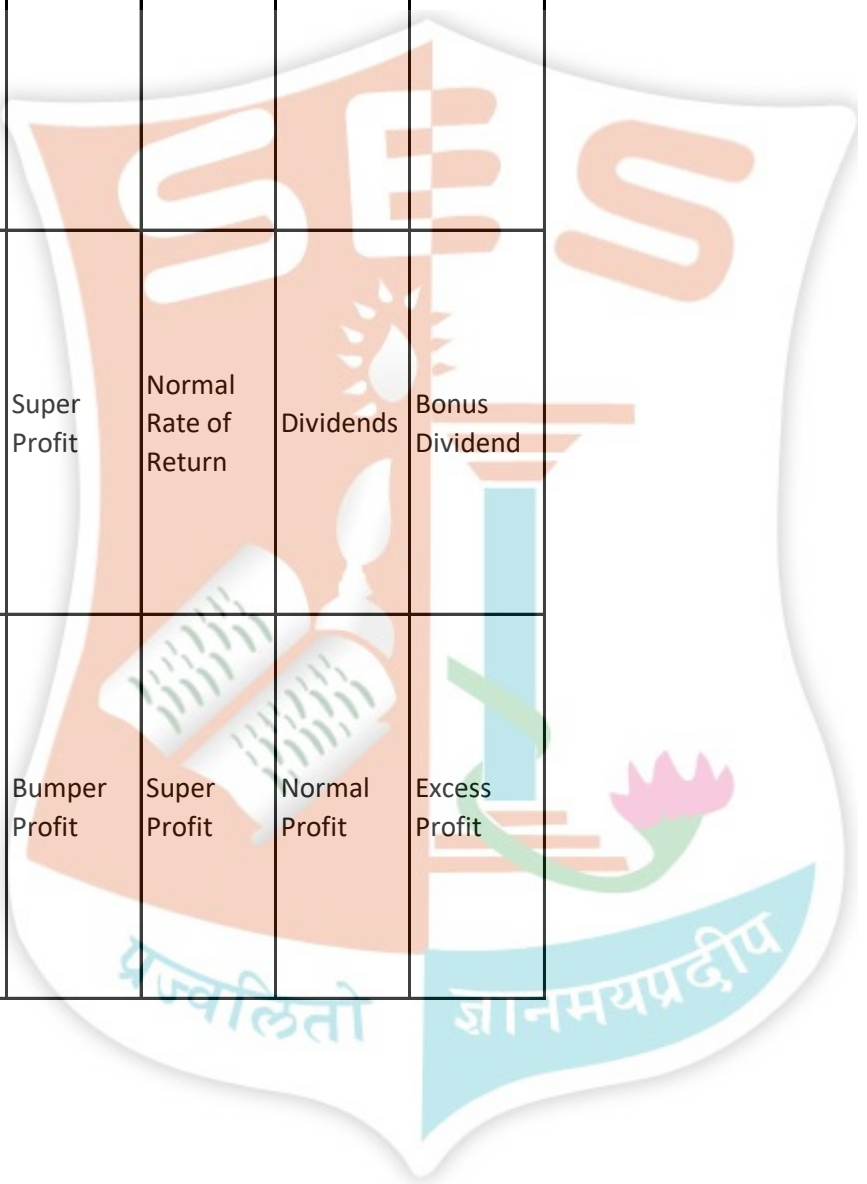 SES
Super
Profit
Normal
Rate of
Return
Dividends
Bonus
Dividend
Bumper
Profit
Super
Profit
Normal
Profit
Excess
Profit
प्रज्वलितो ज्ञानमयप्रदीप